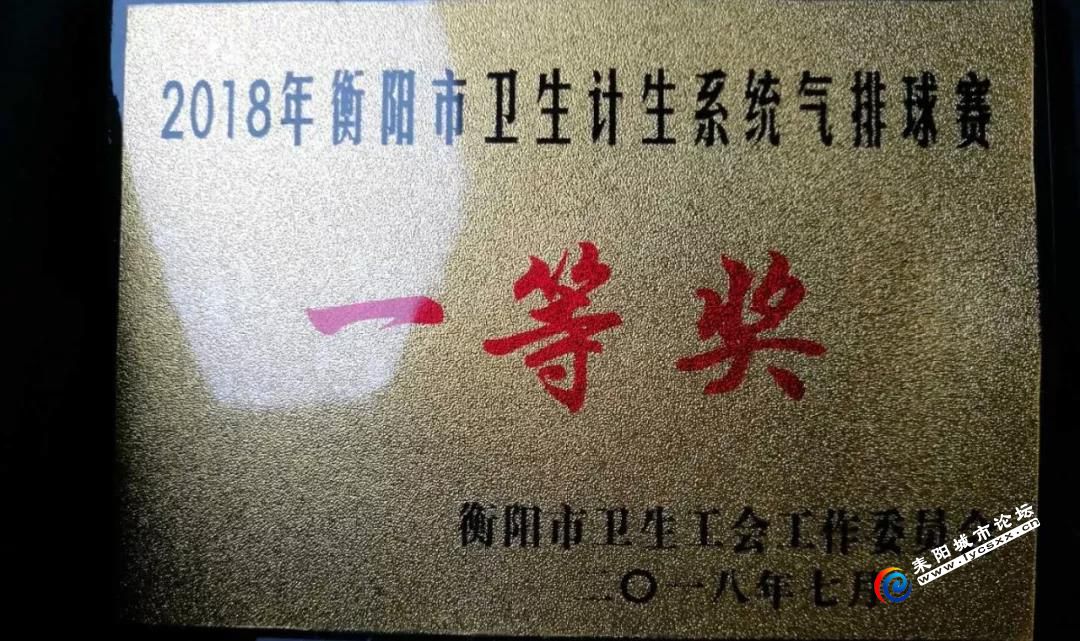 2018年衡阳市卫生计生系统气排球赛
一等奖
衡阳市卫生工会工作委员会
二〇一八年七月
耒阳城市论坛
www.lycsxx.cn